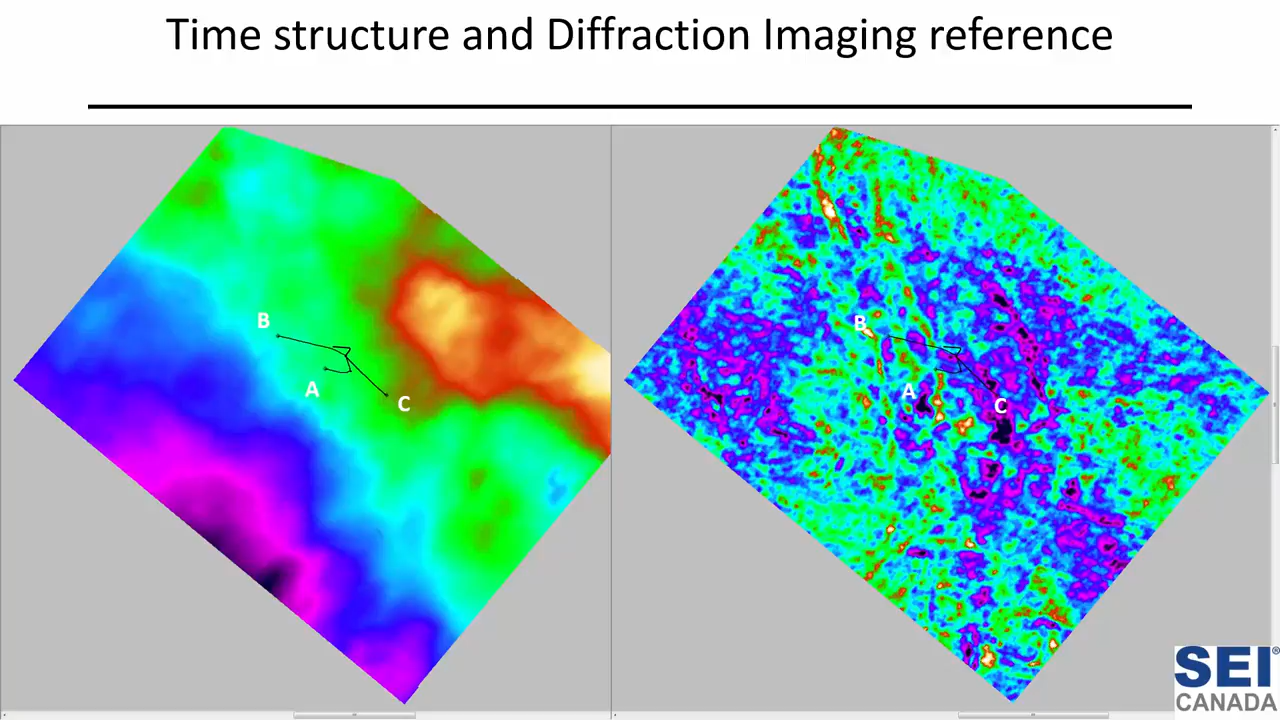 Time structure and Diffraction Imaging reference
B
A
C
B
A
C
SEI®
CANADA